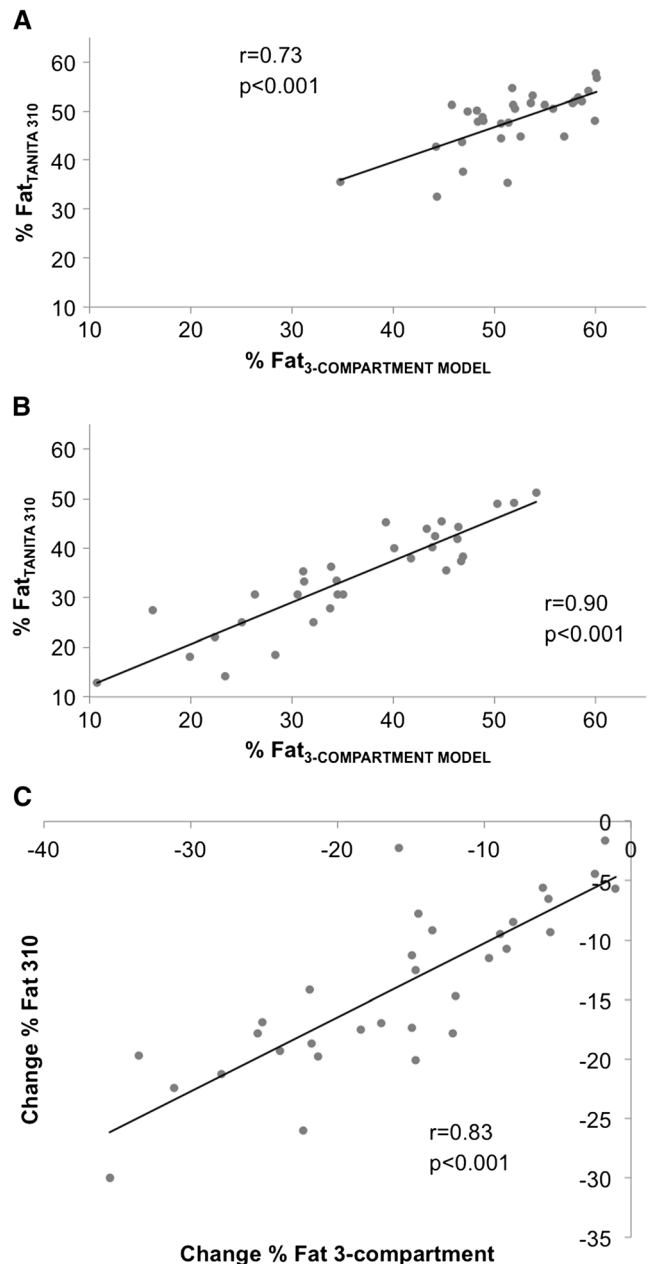 A
r=0.73
p<0.001
60
50
40
30
20
10
% Fat TANITA 310
10 20 30 40 50 60
% Fat 3-COMPARTMENT MODEL
B
60
50
40
30
20
10
% Fat TANITA 310
r=0.90
p<0.001
10 20 30 40 50 60
% Fat 3-COMPARTMENT MODEL
C
-40 -30 -20 -10 0
0
-5
-10
-15
-20
-25
-30
-35
Change % Fat 310
r=0.83
p<0.001
Change % Fat 3-compartment